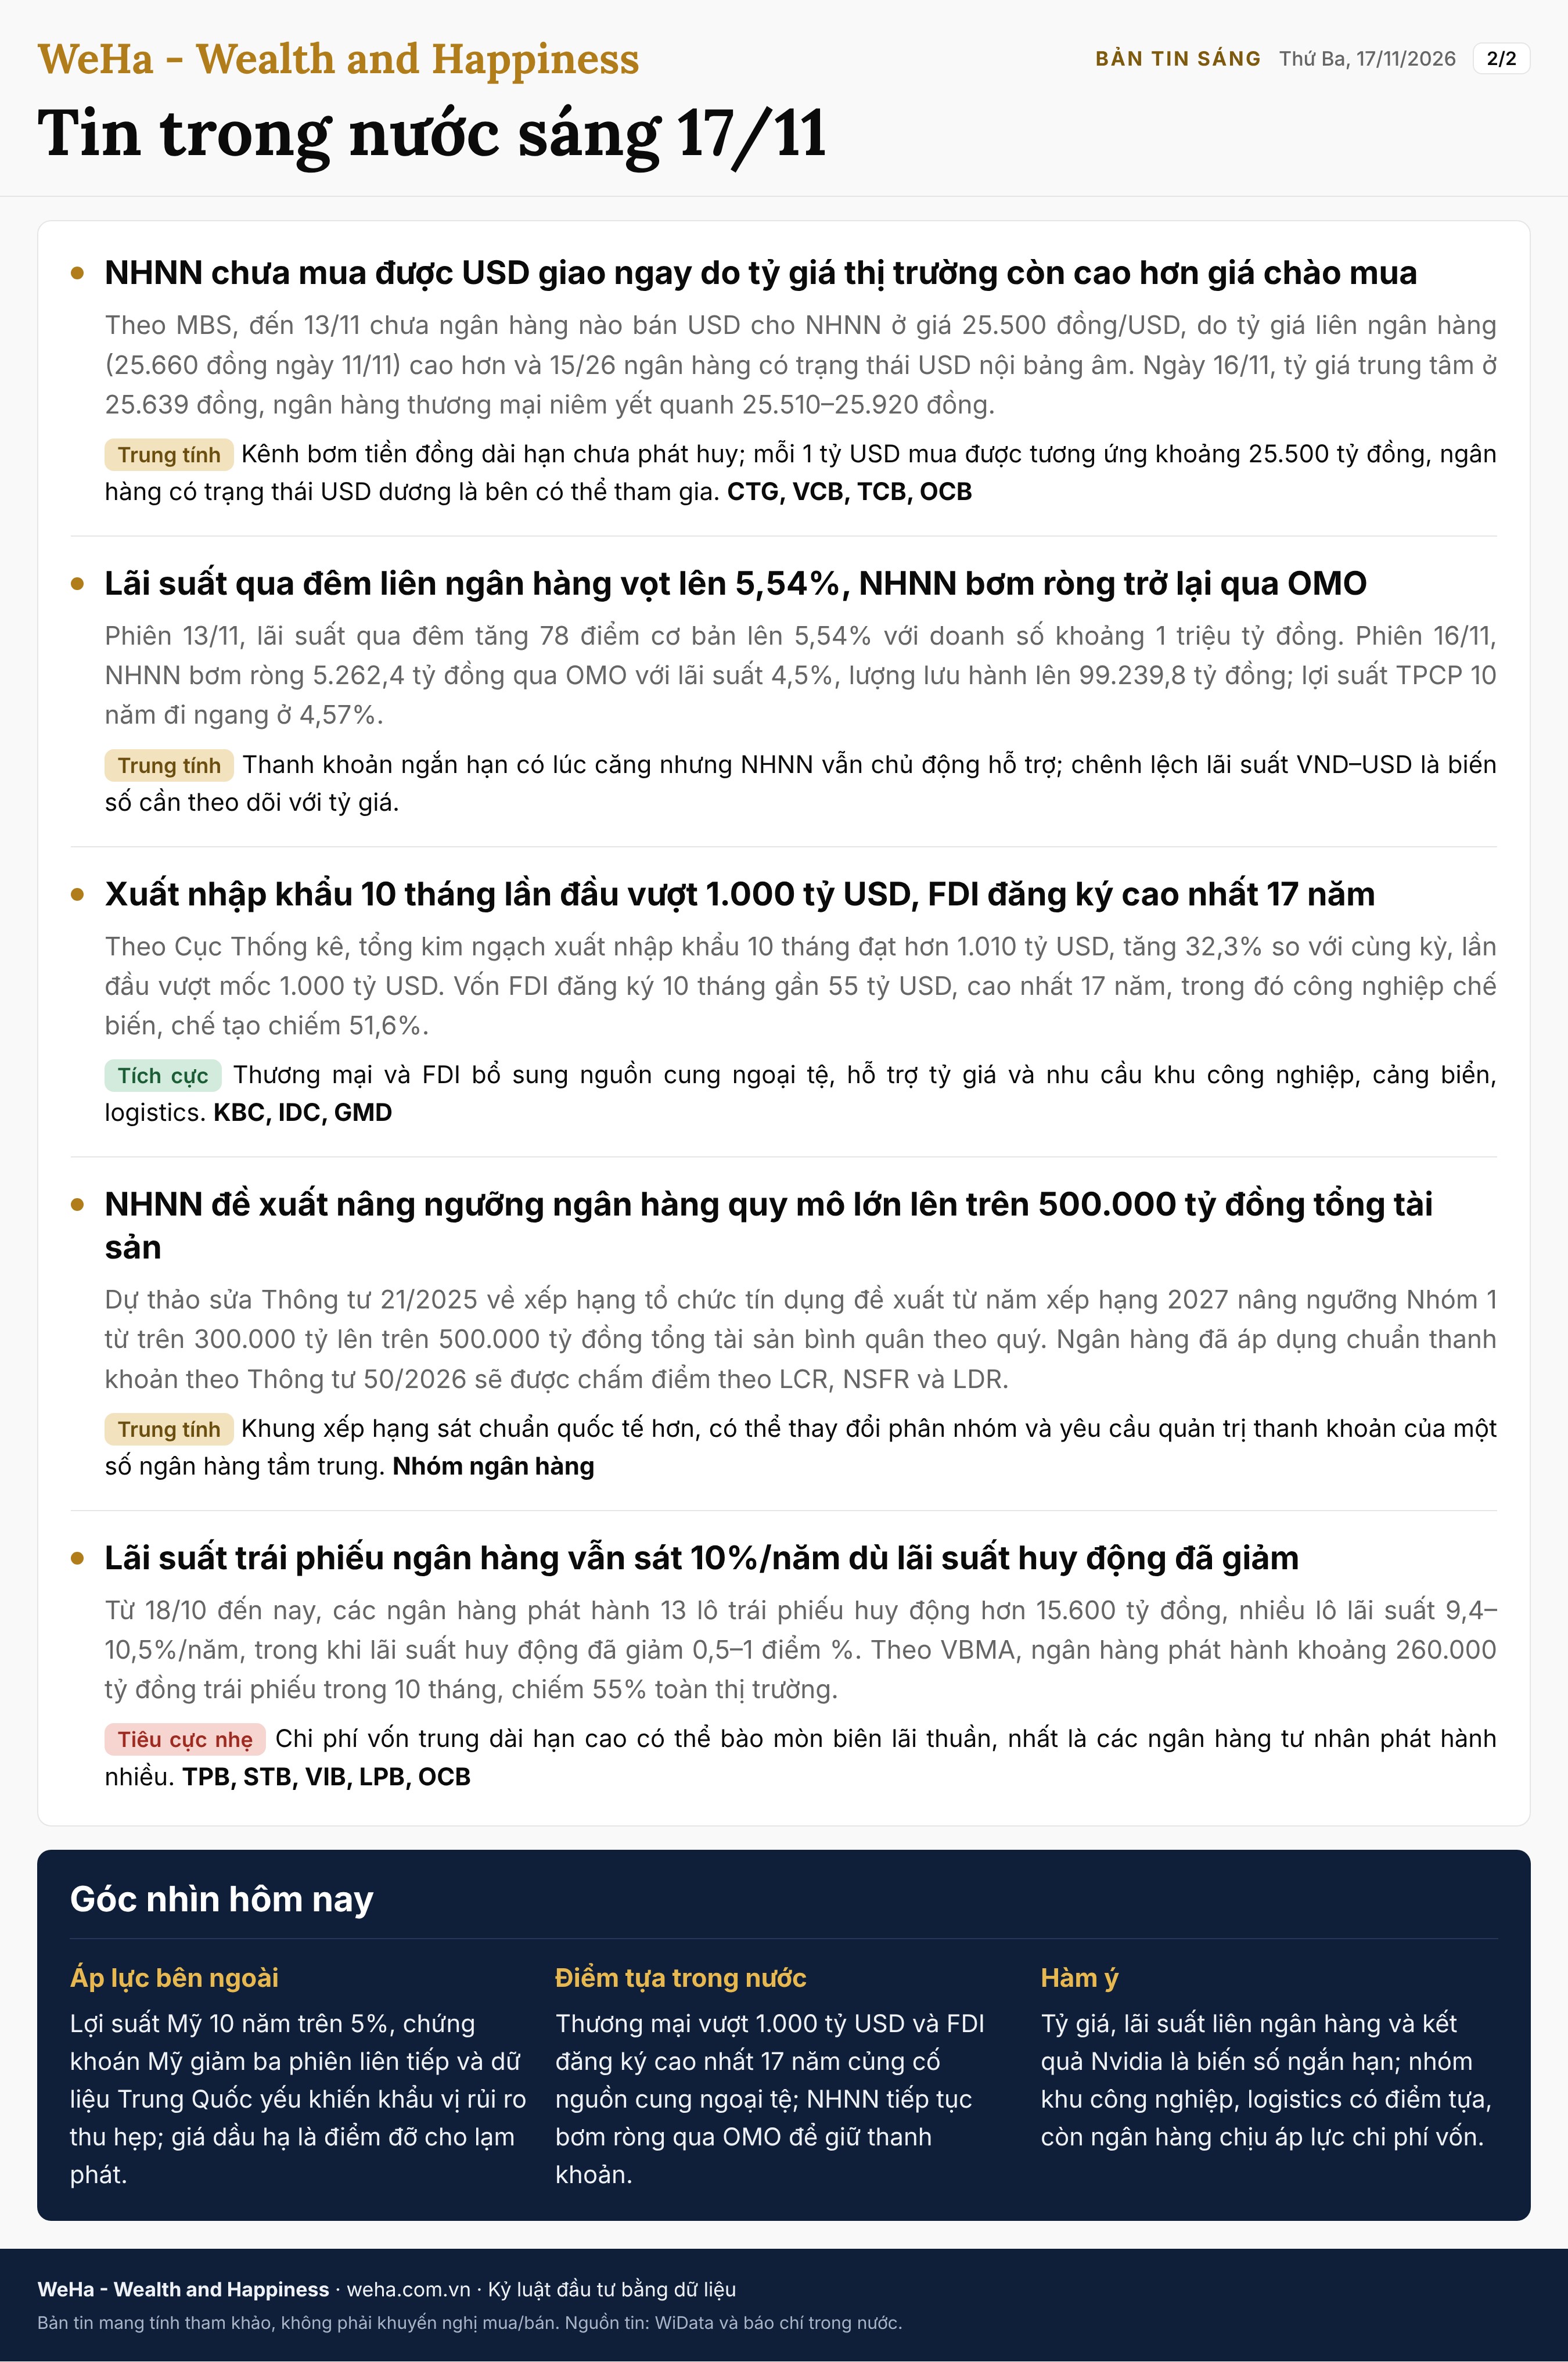 WeHa - Wealth and Happiness
BẢN TIN SÁNG Thứ Ba, 17/11/2026 2/2
Tin trong nước sáng 17/11
NHNN chưa mua được USD giao ngay do tỷ giá thị trường còn cao hơn giá chào mua
Theo MBS, đến 13/11 chưa ngân hàng nào bán USD cho NHNN ở giá 25.500 đồng/USD, do tỷ giá liên ngân hàng
(25.660 đồng ngày 11/11) cao hơn và 15/26 ngân hàng có trạng thái USD nội bảng âm. Ngày 16/11, tỷ giá trung tâm ở
25.639 đồng, ngân hàng thương mại niêm yết quanh 25.510–25.920 đồng.
Trung tính Kênh bơm tiền đồng dài hạn chưa phát huy; mỗi 1 tỷ USD mua được tương ứng khoảng 25.500 tỷ đồng, ngân
hàng có trạng thái USD dương là bên có thể tham gia. CTG, VCB, TCB, OCB
Lãi suất qua đêm liên ngân hàng vọt lên 5,54%, NHNN bơm ròng trở lại qua OMO
Phiên 13/11, lãi suất qua đêm tăng 78 điểm cơ bản lên 5,54% với doanh số khoảng 1 triệu tỷ đồng. Phiên 16/11,
NHNN bơm ròng 5.262,4 tỷ đồng qua OMO với lãi suất 4,5%, lượng lưu hành lên 99.239,8 tỷ đồng; lợi suất TPCP 10
năm đi ngang ở 4,57%.
Trung tính Thanh khoản ngắn hạn có lúc căng nhưng NHNN vẫn chủ động hỗ trợ; chênh lệch lãi suất VND–USD là biến
số cần theo dõi với tỷ giá.
Xuất nhập khẩu 10 tháng lần đầu vượt 1.000 tỷ USD, FDI đăng ký cao nhất 17 năm
Theo Cục Thống kê, tổng kim ngạch xuất nhập khẩu 10 tháng đạt hơn 1.010 tỷ USD, tăng 32,3% so với cùng kỳ, lần
đầu vượt mốc 1.000 tỷ USD. Vốn FDI đăng ký 10 tháng gần 55 tỷ USD, cao nhất 17 năm, trong đó công nghiệp chế
biến, chế tạo chiếm 51,6%.
Tích cực Thương mại và FDI bổ sung nguồn cung ngoại tệ, hỗ trợ tỷ giá và nhu cầu khu công nghiệp, cảng biển,
logistics. KBC, IDC, GMD
NHNN đề xuất nâng ngưỡng ngân hàng quy mô lớn lên trên 500.000 tỷ đồng tổng tài
sản
Dự thảo sửa Thông tư 21/2025 về xếp hạng tổ chức tín dụng đề xuất từ năm xếp hạng 2027 nâng ngưỡng Nhóm 1
từ trên 300.000 tỷ lên trên 500.000 tỷ đồng tổng tài sản bình quân theo quý. Ngân hàng đã áp dụng chuẩn thanh
khoản theo Thông tư 50/2026 sẽ được chấm điểm theo LCR, NSFR và LDR.
Trung tính Khung xếp hạng sát chuẩn quốc tế hơn, có thể thay đổi phân nhóm và yêu cầu quản trị thanh khoản của một
số ngân hàng tầm trung. Nhóm ngân hàng
Lãi suất trái phiếu ngân hàng vẫn sát 10%/năm dù lãi suất huy động đã giảm
Từ 18/10 đến nay, các ngân hàng phát hành 13 lô trái phiếu huy động hơn 15.600 tỷ đồng, nhiều lô lãi suất 9,4–
10,5%/năm, trong khi lãi suất huy động đã giảm 0,5–1 điểm %. Theo VBMA, ngân hàng phát hành khoảng 260.000
tỷ đồng trái phiếu trong 10 tháng, chiếm 55% toàn thị trường.
Tiêu cực nhẹ Chi phí vốn trung dài hạn cao có thể bào mòn biên lãi thuần, nhất là các ngân hàng tư nhân phát hành
nhiều. TPB, STB, VIB, LPB, OCB
Góc nhìn hôm nay
Áp lực bên ngoài
Lợi suất Mỹ 10 năm trên 5%, chứng
khoán Mỹ giảm ba phiên liên tiếp và dữ
liệu Trung Quốc yếu khiến khẩu vị rủi ro
thu hẹp; giá dầu hạ là điểm đỡ cho lạm
phát.
Điểm tựa trong nước
Thương mại vượt 1.000 tỷ USD và FDI
đăng ký cao nhất 17 năm củng cố
nguồn cung ngoại tệ; NHNN tiếp tục
bơm ròng qua OMO để giữ thanh
khoản.
Hàm ý
Tỷ giá, lãi suất liên ngân hàng và kết
quả Nvidia là biến số ngắn hạn; nhóm
khu công nghiệp, logistics có điểm tựa,
còn ngân hàng chịu áp lực chi phí vốn.
WeHa - Wealth and Happiness · weha.com.vn · Kỷ luật đầu tư bằng dữ liệu
Bản tin mang tính tham khảo, không phải khuyến nghị mua/bán. Nguồn tin: WiData và báo chí trong nước.